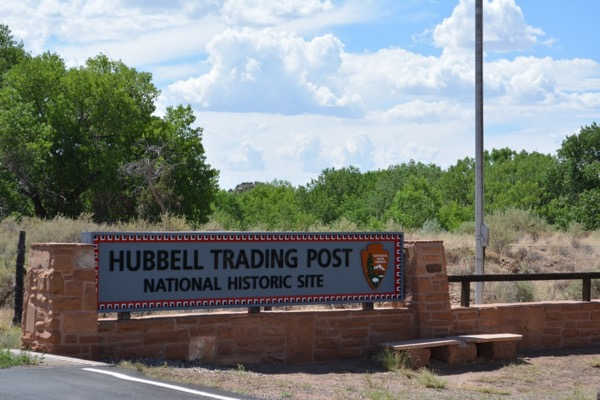 HUBBELL TRADING POST
NATIONAL HISTORIC SITE